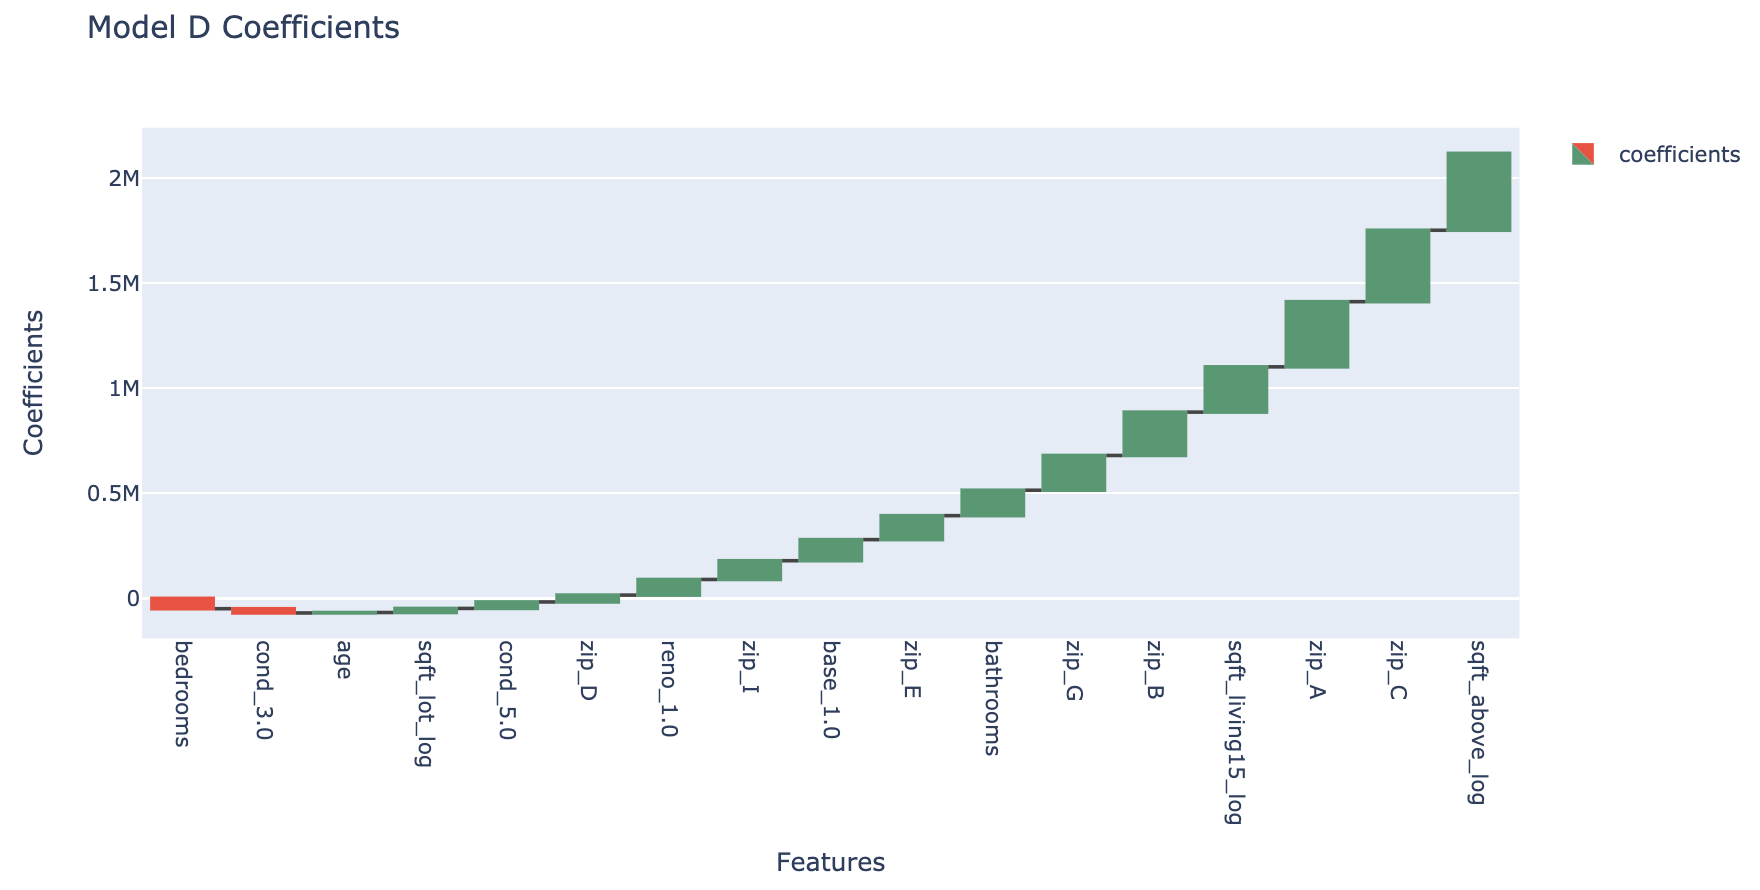 Model D Coefficients
coefficients
Coefficients
2M
1.5M
1M
0.5M
0
bedrooms
cond_3.0
age
sqft_lot_log
cond_5.0
zip_D
reno_1.0
zip_I
base_1.0
zip_E
bathrooms
zip_G
zip_B
sqft_living15_log
zip_A
zip_C
sqft_above_log
Features